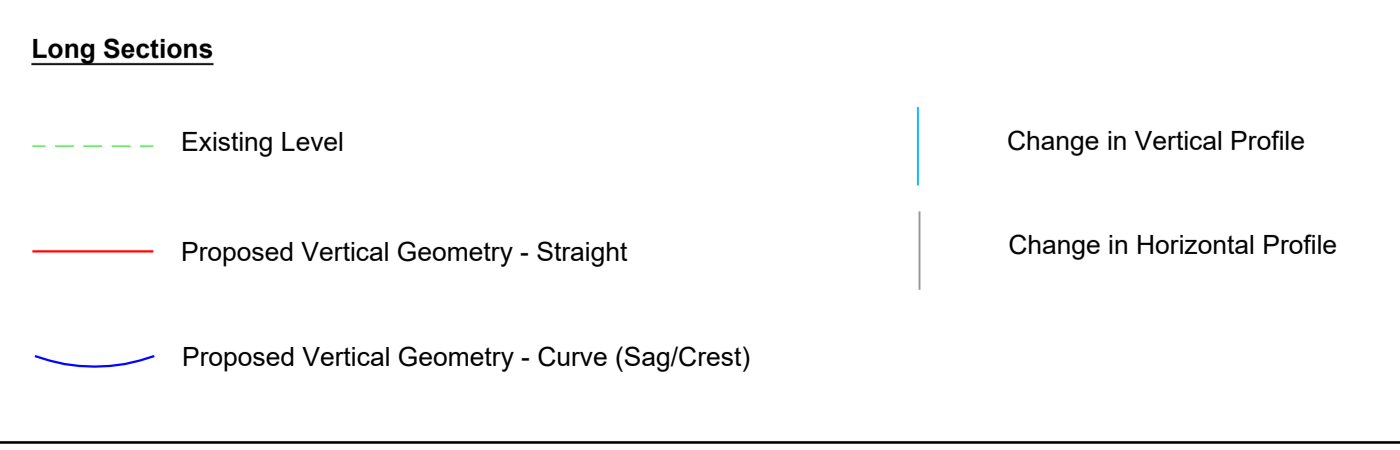 Long Sections
Existing Level
Change in Vertical Profile
Proposed Vertical Geometry - Straight
Change in Horizontal Profile
Proposed Vertical Geometry - Curve (Sag/Crest)